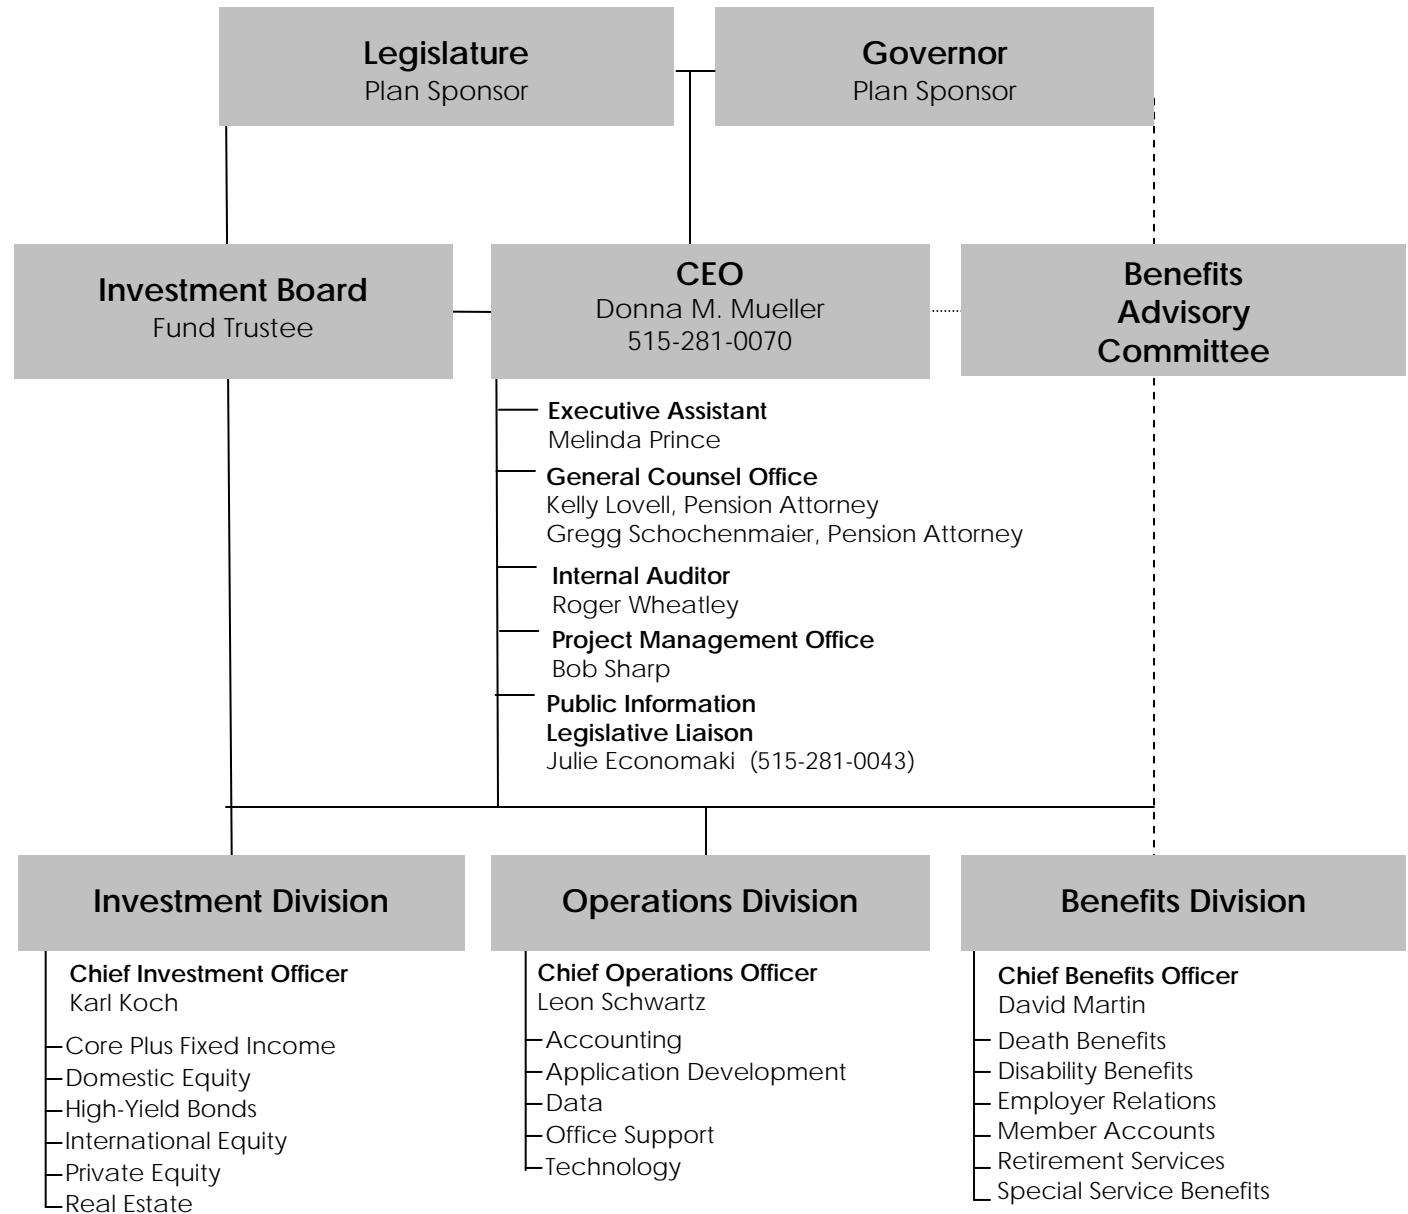 Legislature
Plan Sponsor
Governor
Plan Sponsor
Investment Board
Fund Trustee
CEO
Donna M. Mueller
515-281-0070
Benefits
Advisory
Committee
Executive Assistant
Melinda Prince
General Counsel Office
Kelly Lovell, Pension Attorney
Gregg Schochenmaier, Pension Attorney
Internal Auditor
Roger Wheatley
Project Management Office
Bob Sharp
Public Information
Legislative Liaison
Julie Economaki (515-281-0043)
Investment Division
Chief Investment Officer
Karl Koch
Core Plus Fixed Income
Domestic Equity
High-Yield Bonds
International Equity
Private Equity
Real Estate
Operations Division
Chief Operations Officer
Leon Schwartz
Accounting
Application Development
Data
Office Support
Technology
Benefits Division
Chief Benefits Officer
David Martin
Death Benefits
Disability Benefits
Employer Relations
Member Accounts
Retirement Services
Special Service Benefits